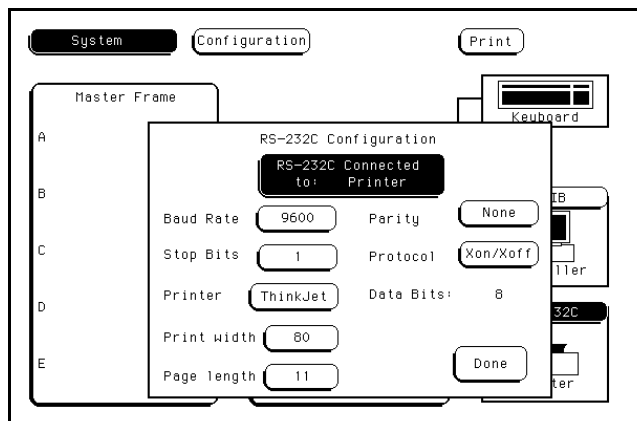 System Configuration Print
Master Frame
Keyboard
A
B
C
D
E
RS-232C Configuration
RS-232C Connected
to: Printer
Baud Rate 9600 Parity None
Stop Bits 1 Protocol Xon/Xoff
Printer ThinkJet Data Bits: 8
Print width 80
Page length 11
Done
IB
ller
32C
ter